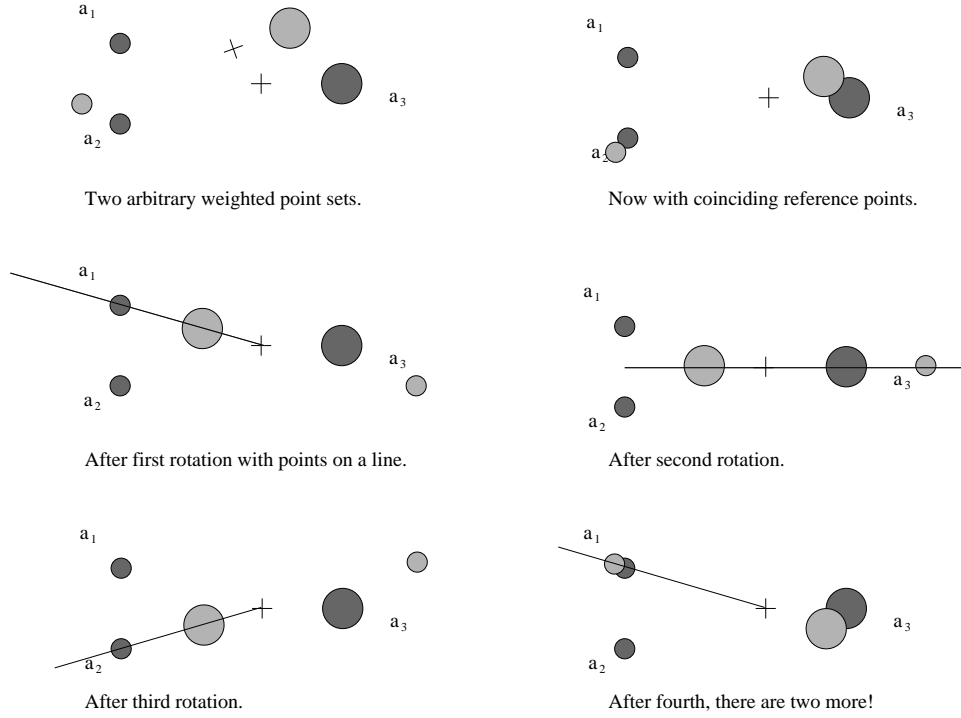 a1
a3
a2
Two arbitrary weighted point sets.
a1
a3
a2
Now with coinciding reference points.
a1
a3
a2
After first rotation with points on a line.
a1
a3
a2
After second rotation.
a1
a3
a2
After third rotation.
a1
a3
a2
After fourth, there are two more!